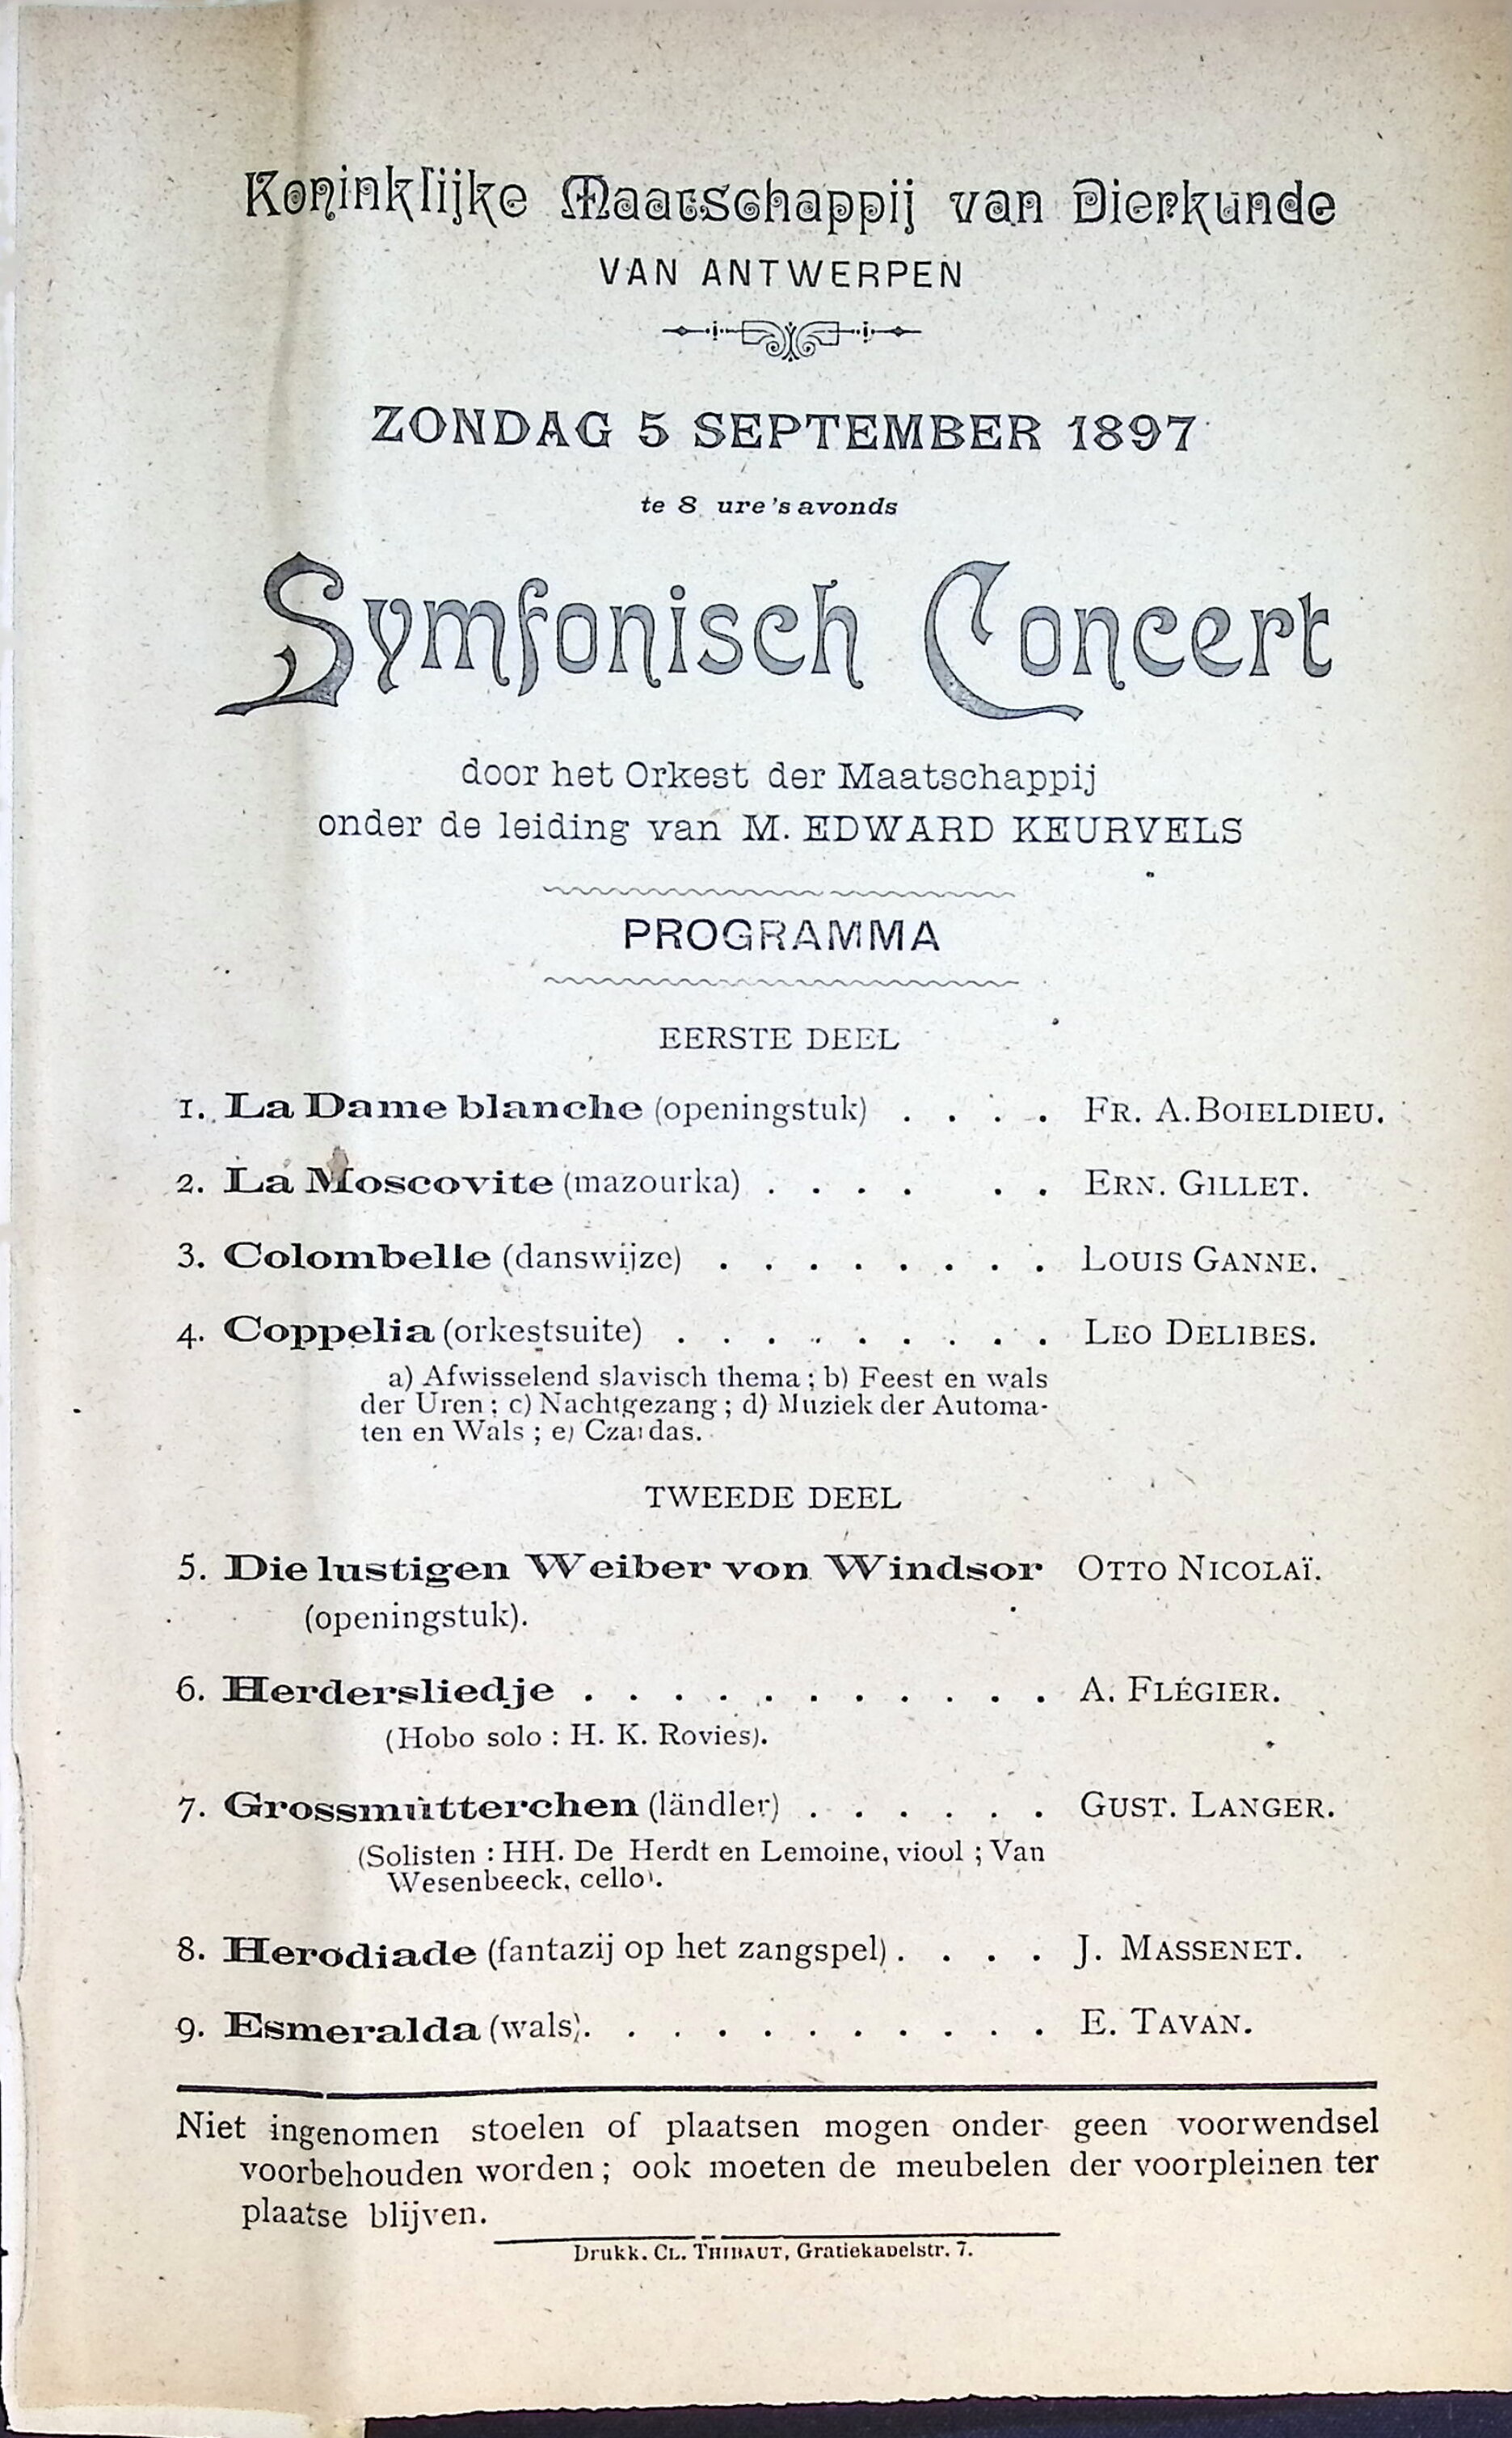 Koninklijke Maatschappij van Dierkunde
VAN ANTWERPEN
ZONDAG 5 SEPTEMBER 1897
te 8 ure 's avonds
Symfonisch Concert
door het Orkest der Maatschappij
onder de leiding van M. EDWARD KEURVELS
PROGRAMMA
EERSTE DEEL
1. La Dame blanche (openingstuk) . . . . FR. A. BOIELDIEU.
2. La Moscovite (mazourka) . . . . . . ERN. GILLET.
3. Colombelle (danswijze) . . . . . . . . LOUIS GANNE.
4. Coppelia (orkestsuite) . . . . . . . . . LEO DELIBES.
a) Afwisselend slavisch thema ; b) Feest en wals
der Uren ; c) Nachtgezang ; d) Muziek der Automa-
ten en Wals ; e) Czardas.
TWEEDE DEEL
5. Die lustigen Weiber von Windsor OTTO NICOLAÏ.
(openingstuk).
6. Herdersliedje . . . . . . . . . . . A. FLÉGIER.
(Hobo solo : H. K. Rovies).
7. Grossmütterchen (ländler) . . . . . . GUST. LANGER.
(Solisten : HH. De Herdt en Lemoine, viool ; Van
Wesenbeeck, cello).
8. Herodiade (fantazij op het zangspel) . . . . J. MASSENET.
9. Esmeralda (wals). . . . . . . . . . . E. TAVAN.
Niet ingenomen stoelen of plaatsen mogen onder geen voorwendsel
voorbehouden worden ; ook moeten de meubelen der voorpleinen ter
plaatse blijven.
Drukk. CL. THIBAUT, Gratiekapelstr. 7.